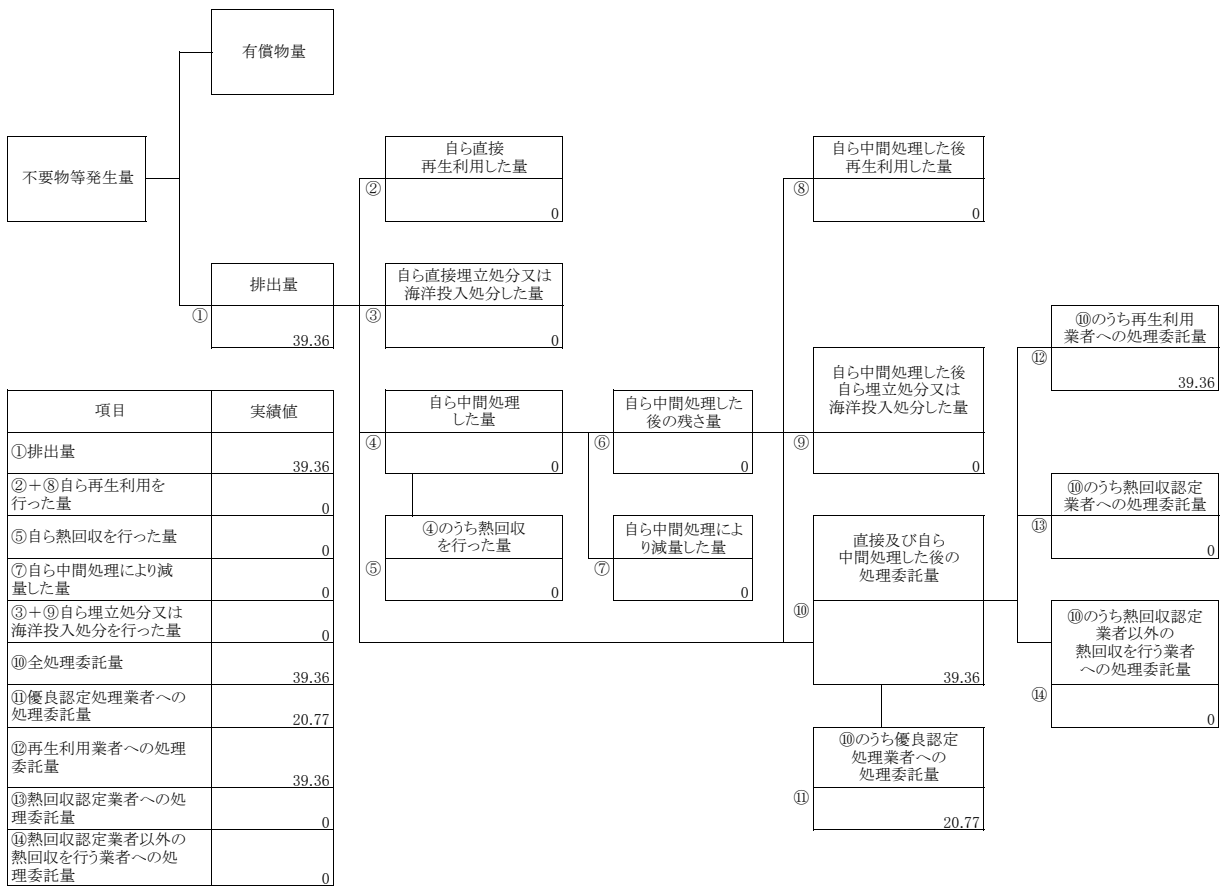 有償物量
不要物等発生量
自ら直接
再生利用した量
②
0
自ら中間処理した後
再生利用した量
⑧
0
排出量
①
39.36
自ら直接埋立処分又は
海洋投入処分した量
③
0
⑩のうち再生利用
業者への処理委託量
⑫
39.36
自ら中間処理
した量
④
0
自ら中間処理した
後の残さ量
⑥
0
自ら中間処理した後
自ら埋立処分又は
海洋投入処分した量
⑨
0
⑩のうち熱回収認定
業者への処理委託量
⑬
0
④のうち熱回収
を行った量
⑤
0
自ら中間処理によ
り減量した量
⑦
0
直接及び自ら
中間処理した後の
処理委託量
⑩
39.36
⑩のうち熱回収認定
業者以外の
熱回収を行う業者
への処理委託量
⑭
0
⑩のうち優良認定
処理業者への
処理委託量
⑪
20.77
項目 実績値
①排出量
39.36
②+⑧自ら再生利用を
行った量
0
⑤自ら熱回収を行った量
0
⑦自ら中間処理により減
量した量
0
③+⑨自ら埋立処分又は
海洋投入処分を行った量
0
⑩全処理委託量
39.36
⑪優良認定処理業者への
処理委託量
20.77
⑫再生利用業者への処理
委託量
39.36
⑬熱回収認定業者への処
理委託量
0
⑭熱回収認定業者以外の
熱回収を行う業者への処
理委託量
0